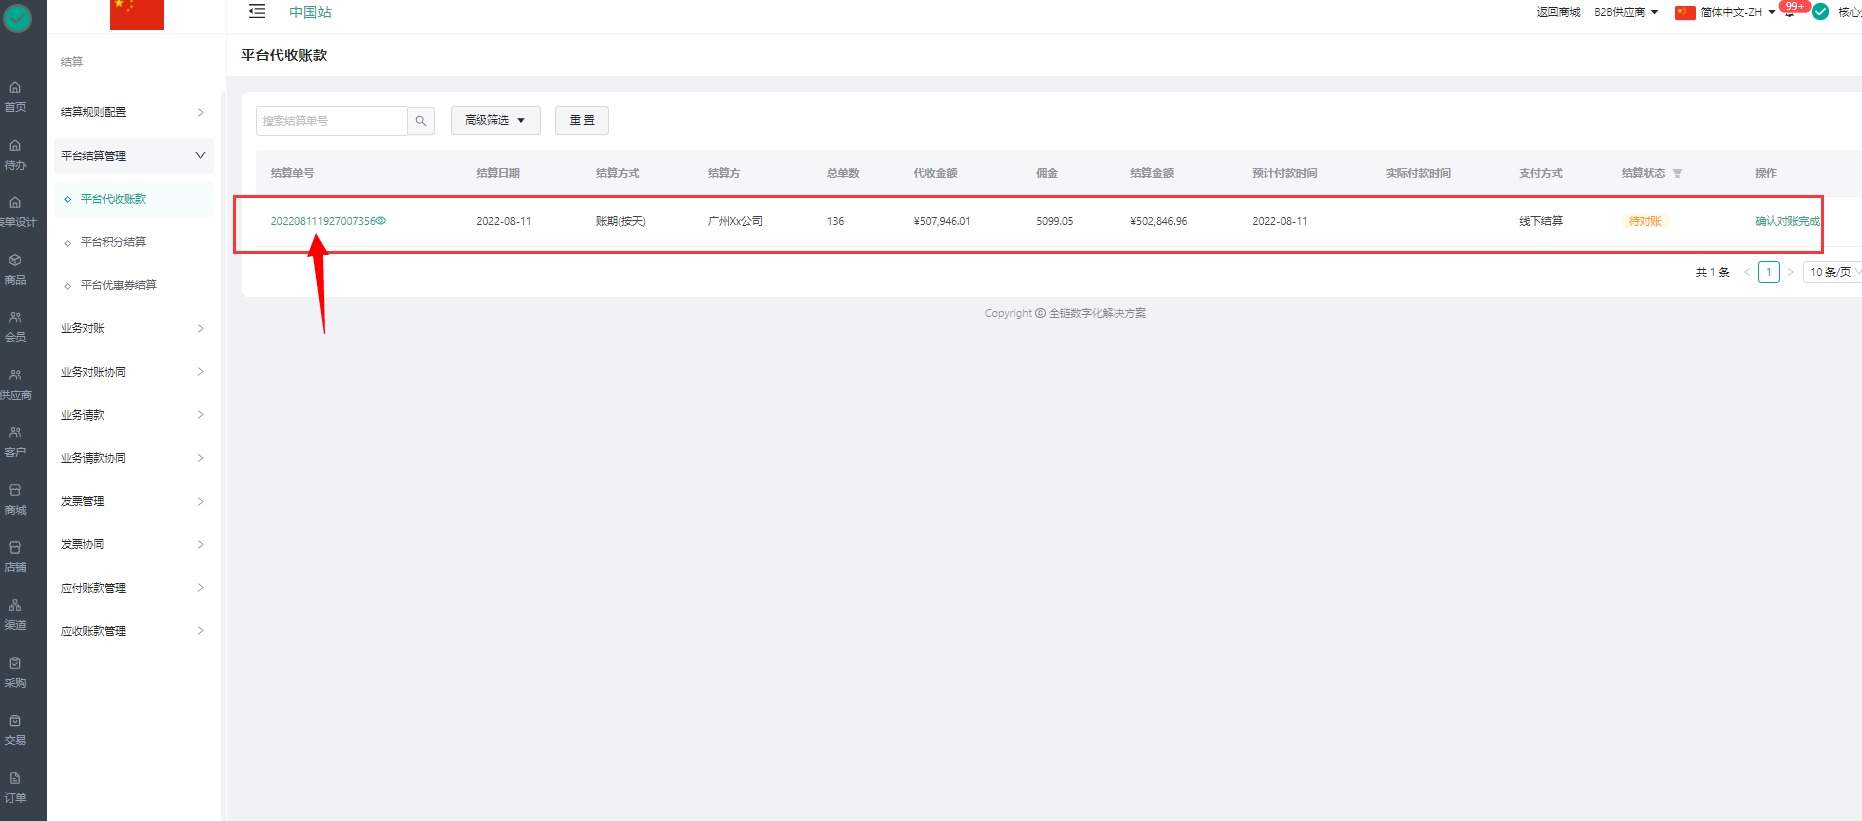 中国站
返回商城 B2B供应商 简体中文-ZH 99+
结算
平台代收账款
首页
待办
商品
会员
供应商
客户
商城
店铺
渠道
采购
交易
订单
结算规则配置
平台结算管理
平台代收账款
平台积分结算
平台优惠券结算
业务对账
业务对账协同
业务请款
业务请款协同
发票管理
发票协同
应付账款管理
应收账款管理
搜索结算单号 高级筛选 重 置
结算单号 结算日期 结算方式 结算方 总单数 代收金额 佣金 结算金额 预计付款时间 实际付款时间 支付方式 结算状态 操作
202208111927007356 2022-08-11 账期(按天) 广州Xx公司 136 ¥507,946.01 5099.05 ¥502,846.96 2022-08-11 线下结算 待对账 确认对账完成
共 1 条 1 10 条/页
Copyright © 全链数字化解决方案